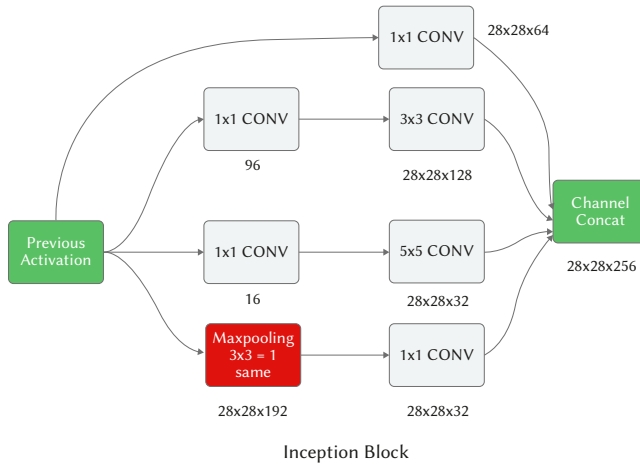 1x1 CONV
28x28x64
1x1 CONV
3x3 CONV
96
28x28x128
Channel
Concat
28x28x256
Previous
Activation
1x1 CONV
5x5 CONV
16
28x28x32
Maxpooling
3x3 = 1
same
1x1 CONV
28x28x192
28x28x32
Inception Block